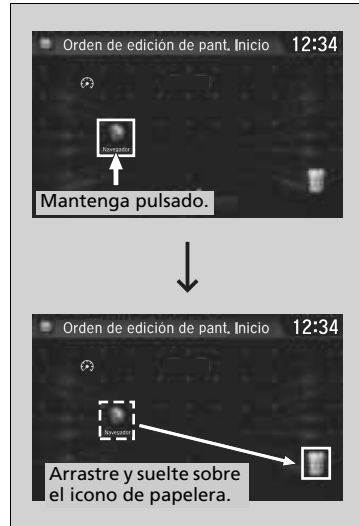 Orden de edición de pant. Inicio 12:34
Navegador
Mantenga pulsado.
Orden de edición de pant. Inicio 12:34
Navegador
Arrastre y suelte sobre
el icono de papelera.